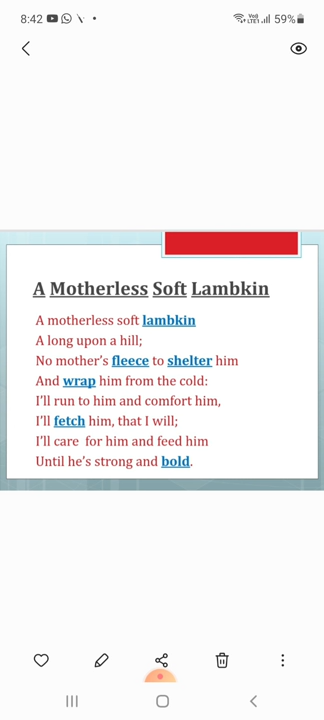 8:42
VoD
LTE1
59%
A Motherless Soft Lambkin
A motherless soft lambkin
A long upon a hill;
No mother's fleece to shelter him
And wrap him from the cold:
I'll run to him and comfort him,
I'll fetch him, that I will;
I'll care for him and feed him
Until he's strong and bold.